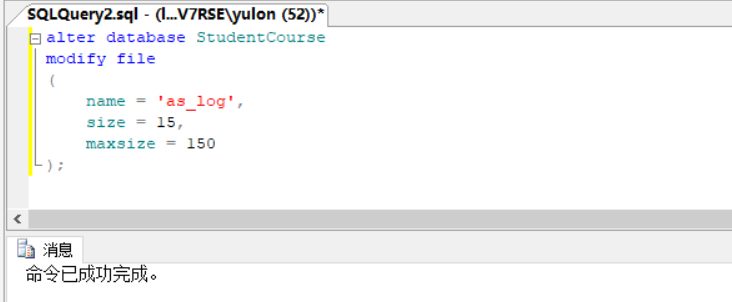 SQLQuery2.sql - (l...V7RSE\yulon (52))*
alter database StudentCourse
modify file
(
name = 'as_log',
size = 15,
maxsize = 150
);
消息
命令已成功完成。